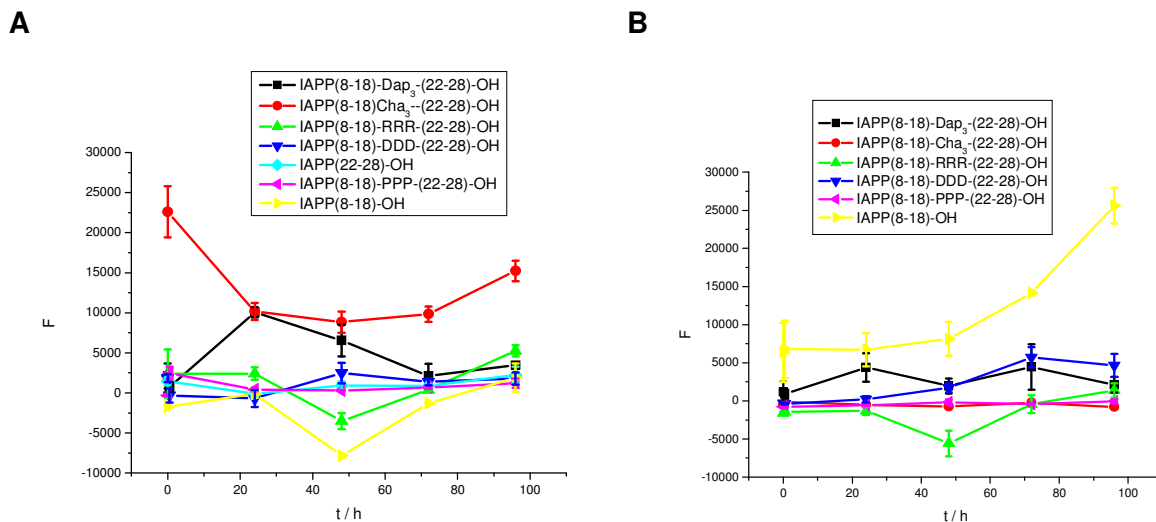 A
IAPP(8-18)-Dap3-(22-28)-OH
IAPP(8-18)Cha3--(22-28)-OH
IAPP(8-18)-RRR-(22-28)-OH
IAPP(8-18)-DDD-(22-28)-OH
IAPP(22-28)-OH
IAPP(8-18)-PPP-(22-28)-OH
IAPP(8-18)-OH
30000
25000
20000
15000
10000
5000
0
-5000
-10000
F
0 20 40 60 80 100
t / h
B
IAPP(8-18)-Dap3-(22-28)-OH
IAPP(8-18)-Cha3-(22-28)-OH
IAPP(8-18)-RRR-(22-28)-OH
IAPP(8-18)-DDD-(22-28)-OH
IAPP(8-18)-PPP-(22-28)-OH
IAPP(8-18)-OH
30000
25000
20000
15000
10000
5000
0
-5000
-10000
F
0 20 40 60 80 100
t / h